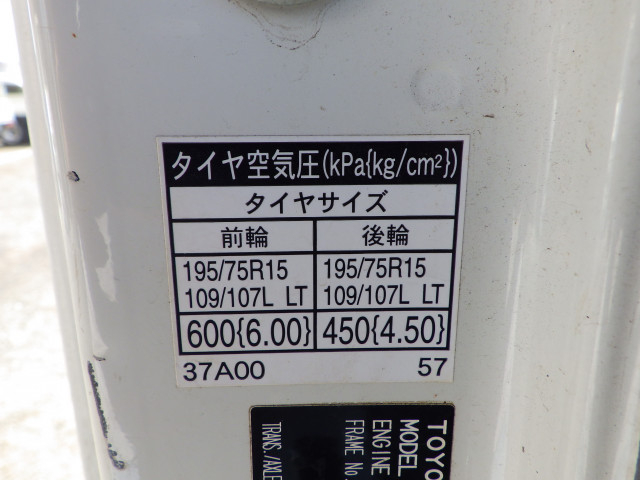 タイヤ空気圧(kPa{kg/cm²})
タイヤサイズ
前輪 後輪
195/75R15 195/75R15
109/107L LT 109/107L LT
600{6.00} 450{4.50}
37A00 57
TOYO
MODEL
ENGINE
FRAME No.
TRANS./AXLE